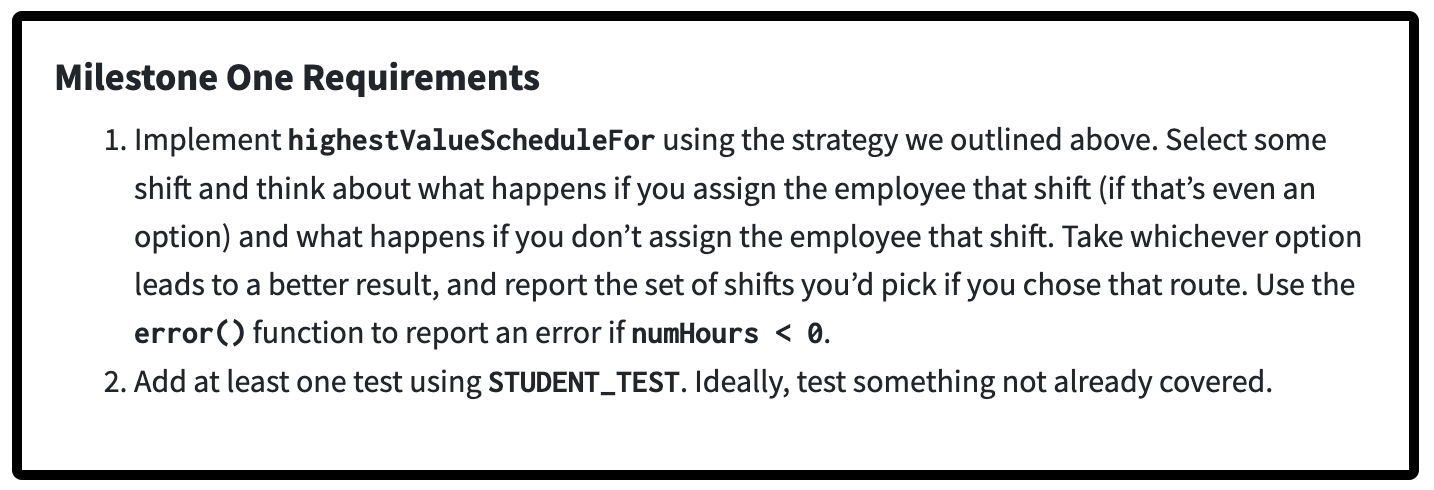 Milestone One Requirements
1. Implement highestValueScheduleFor using the strategy we outlined above. Select some
shift and think about what happens if you assign the employee that shift (if that’s even an
option) and what happens if you don’t assign the employee that shift. Take whichever option
leads to a better result, and report the set of shifts you’d pick if you chose that route. Use the
error() function to report an error if numHours < 0.
2. Add at least one test using STUDENT_TEST. Ideally, test something not already covered.